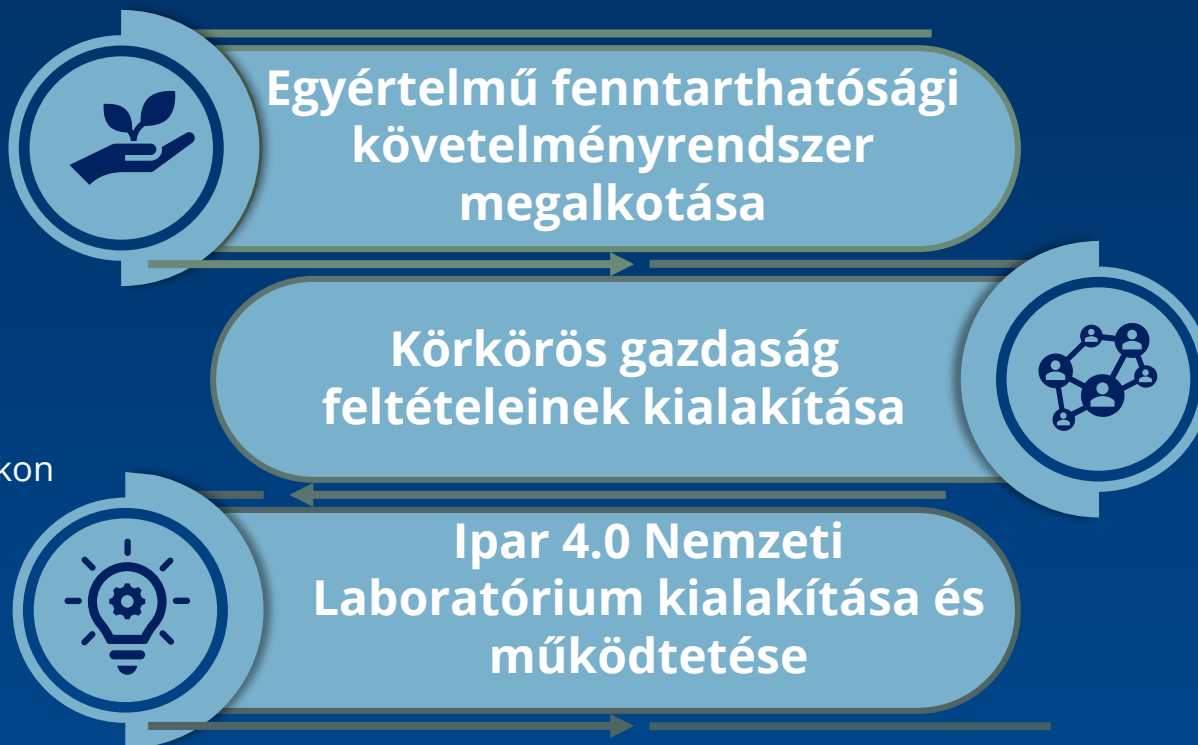 Egyértelmű fenntarthatósági
követelményrendszer
megalkotása
Körkörös gazdaság
feltételeinek kialakítása
kon
Ipar 4.0 Nemzeti
Laboratórium kialakítása és
működtetése